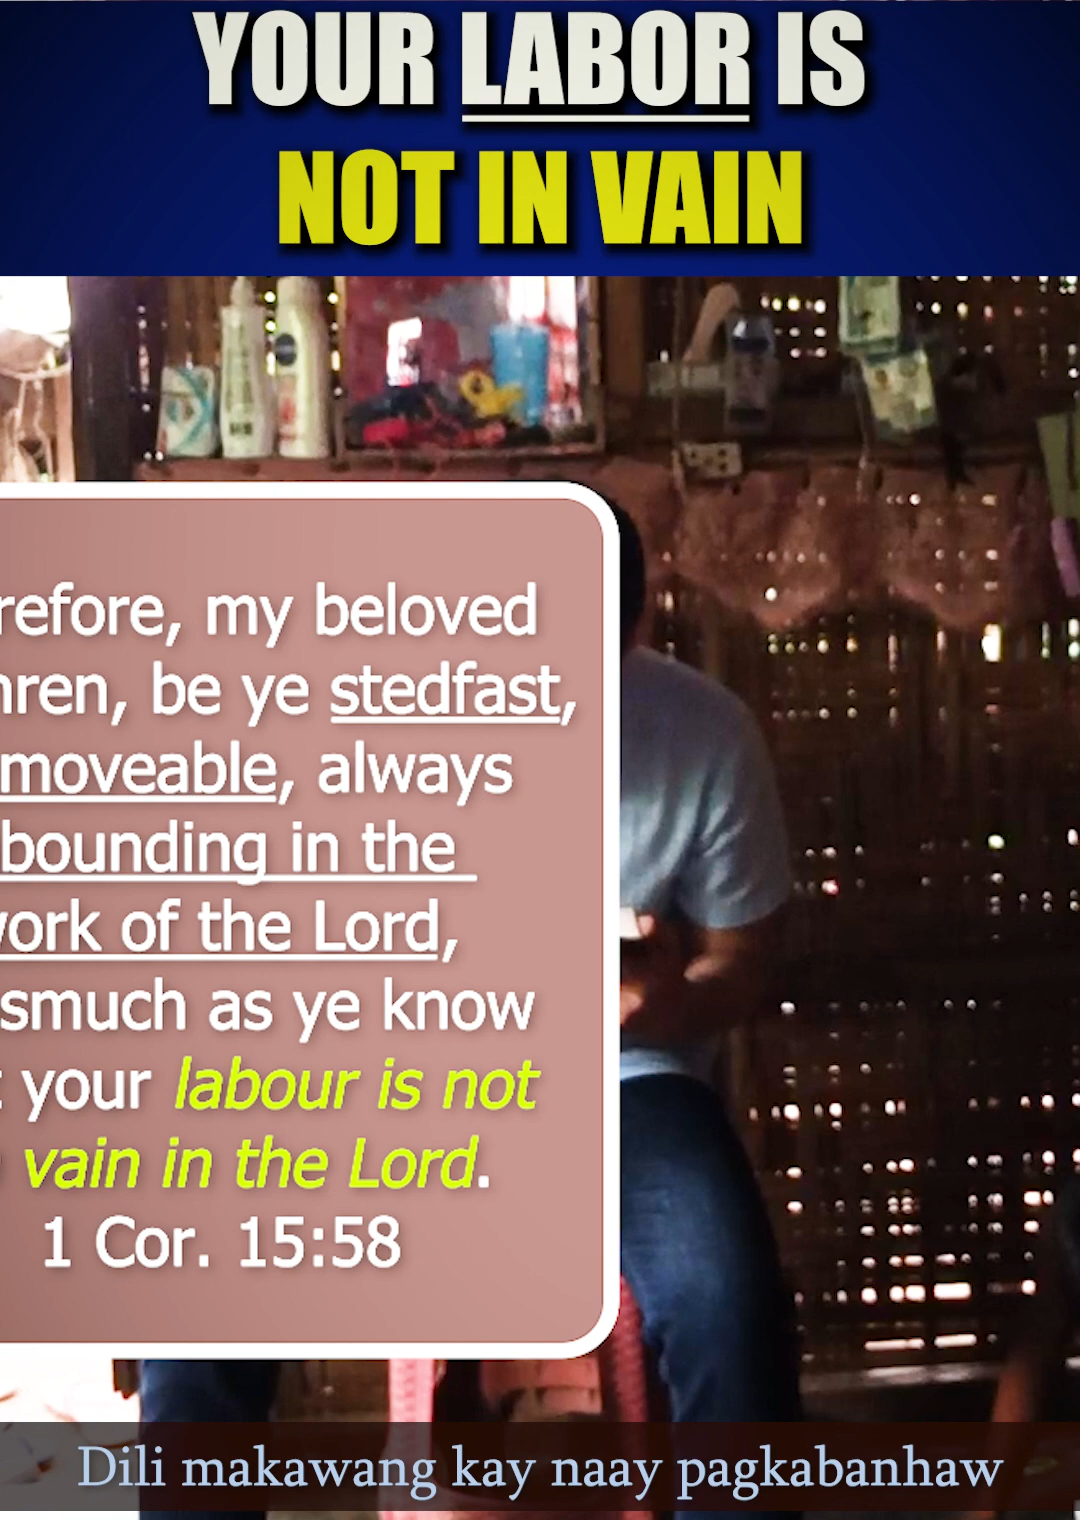 YOUR LABOR IS
NOT IN VAIN
refore, my beloved
hren, be ye stedfast,
moveable, always
bounding in the
work of the Lord,
smuch as ye know
t your labour is not
vain in the Lord.
1 Cor. 15:58
Dili makawang kay naay pagkabanhaw